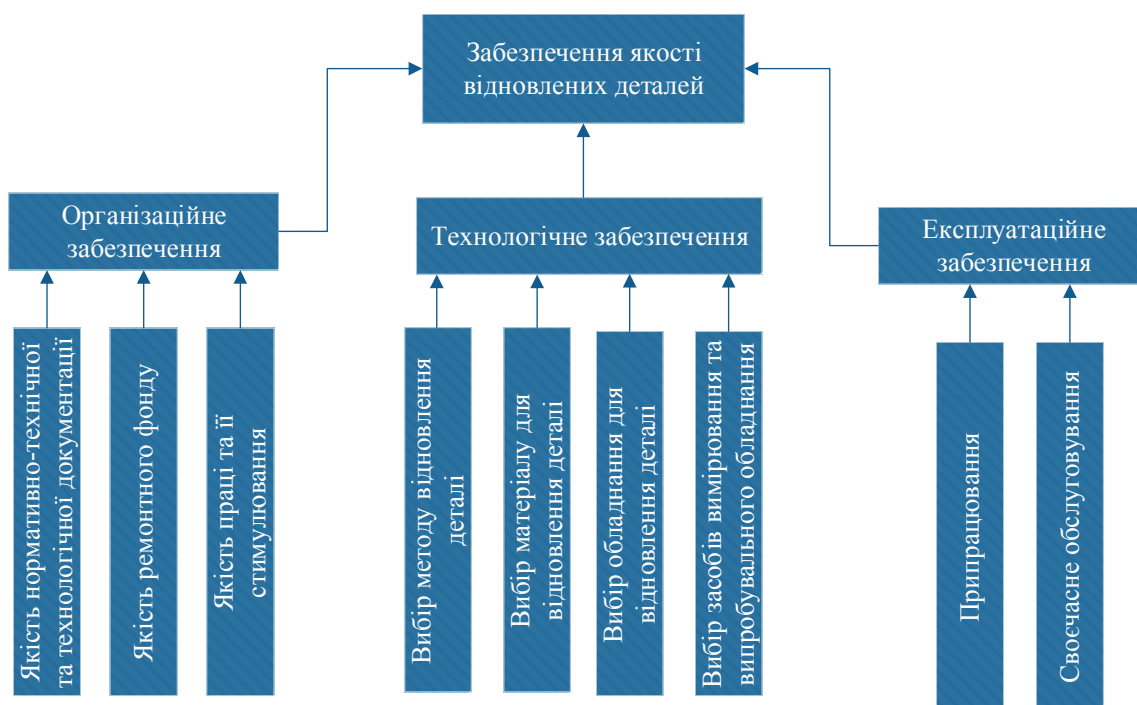 Забезпечення якості
відновлених деталей
Організаційне
забезпечення
Технологічне забезпечення
Експлуатаційне
забезпечення
Якість нормативно-технічної
та технологічної документації
Якість ремонтного фонду
Якість праці та її
стимулювання
Вибір методу відновлення
деталі
Вибір матеріалу для
відновлення деталі
Вибір обладнання для
відновлення деталі
Вибір засобів вимірювання та
випробувального обладнання
Припрацювання
Своєчасне обслуговування